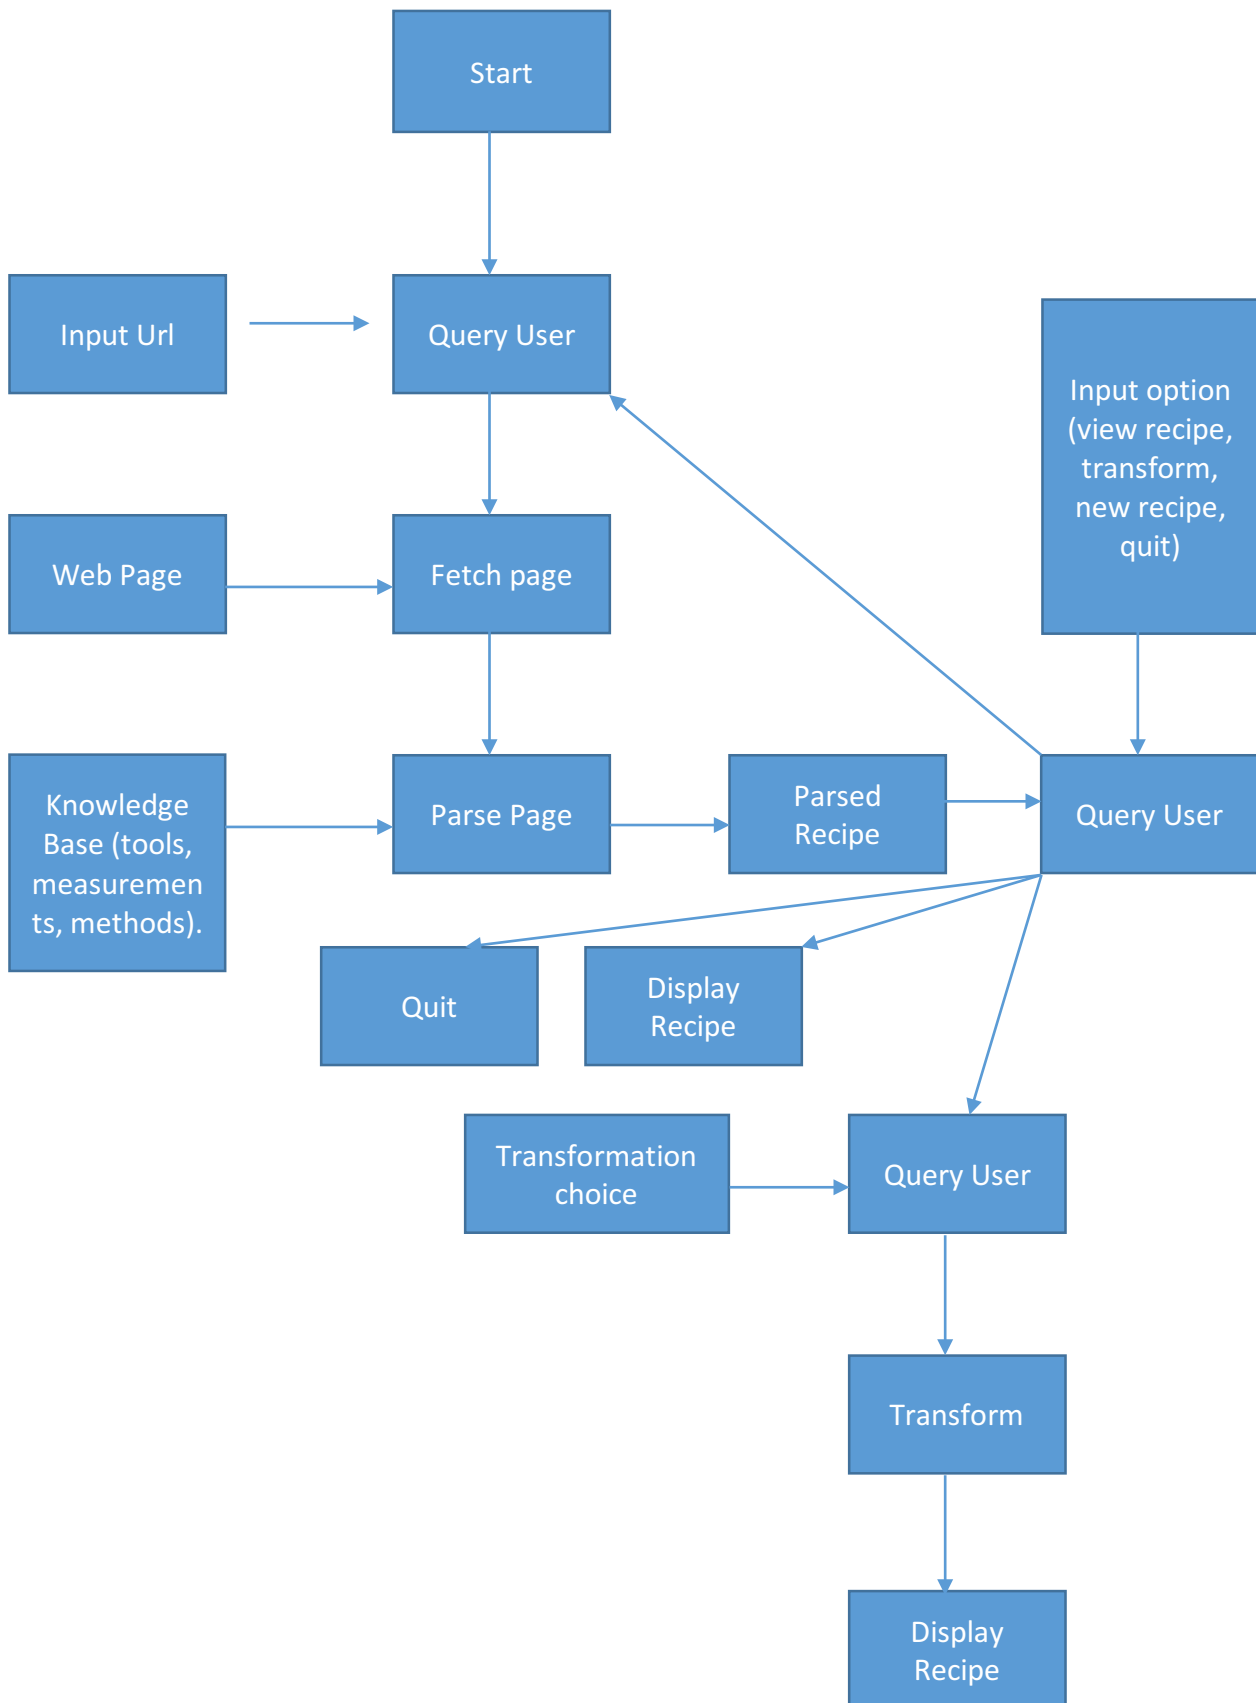 Start
Input Url
Query User
Input option
(view recipe,
transform,
new recipe,
quit)
Web Page
Fetch page
Knowledge
Base (tools,
measuremen
ts, methods).
Parse Page
Parsed
Recipe
Query User
Quit
Display
Recipe
Transformation
choice
Query User
Transform
Display
Recipe